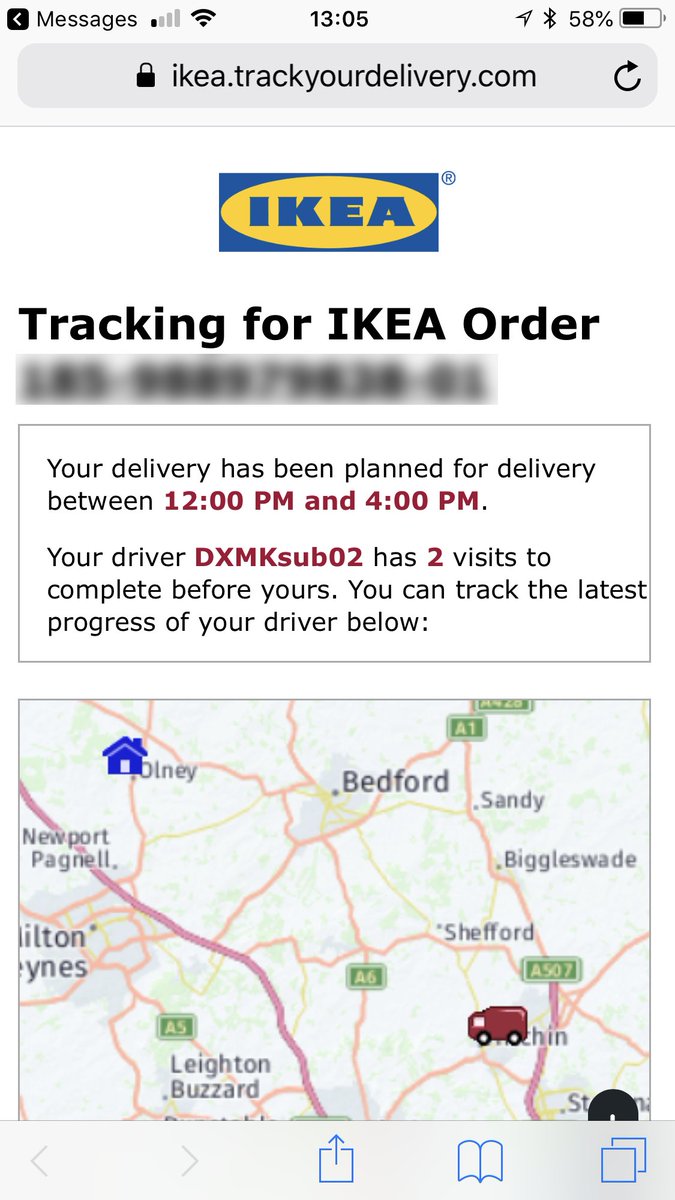 Messages 13:05 58%
ikea.trackyourdelivery.com
IKEA®
Tracking for IKEA Order
Your delivery has been planned for delivery
between 12:00 PM and 4:00 PM.
Your driver DXMKsub02 has 2 visits to
complete before yours. You can track the latest
progress of your driver below:
A428
A1
Olney
Bedford
Sandy
Newport
Pagnell
Biggleswade
Shefford
ilton
eynes
A6
A507
A5
chin
Leighton
Buzzard
St